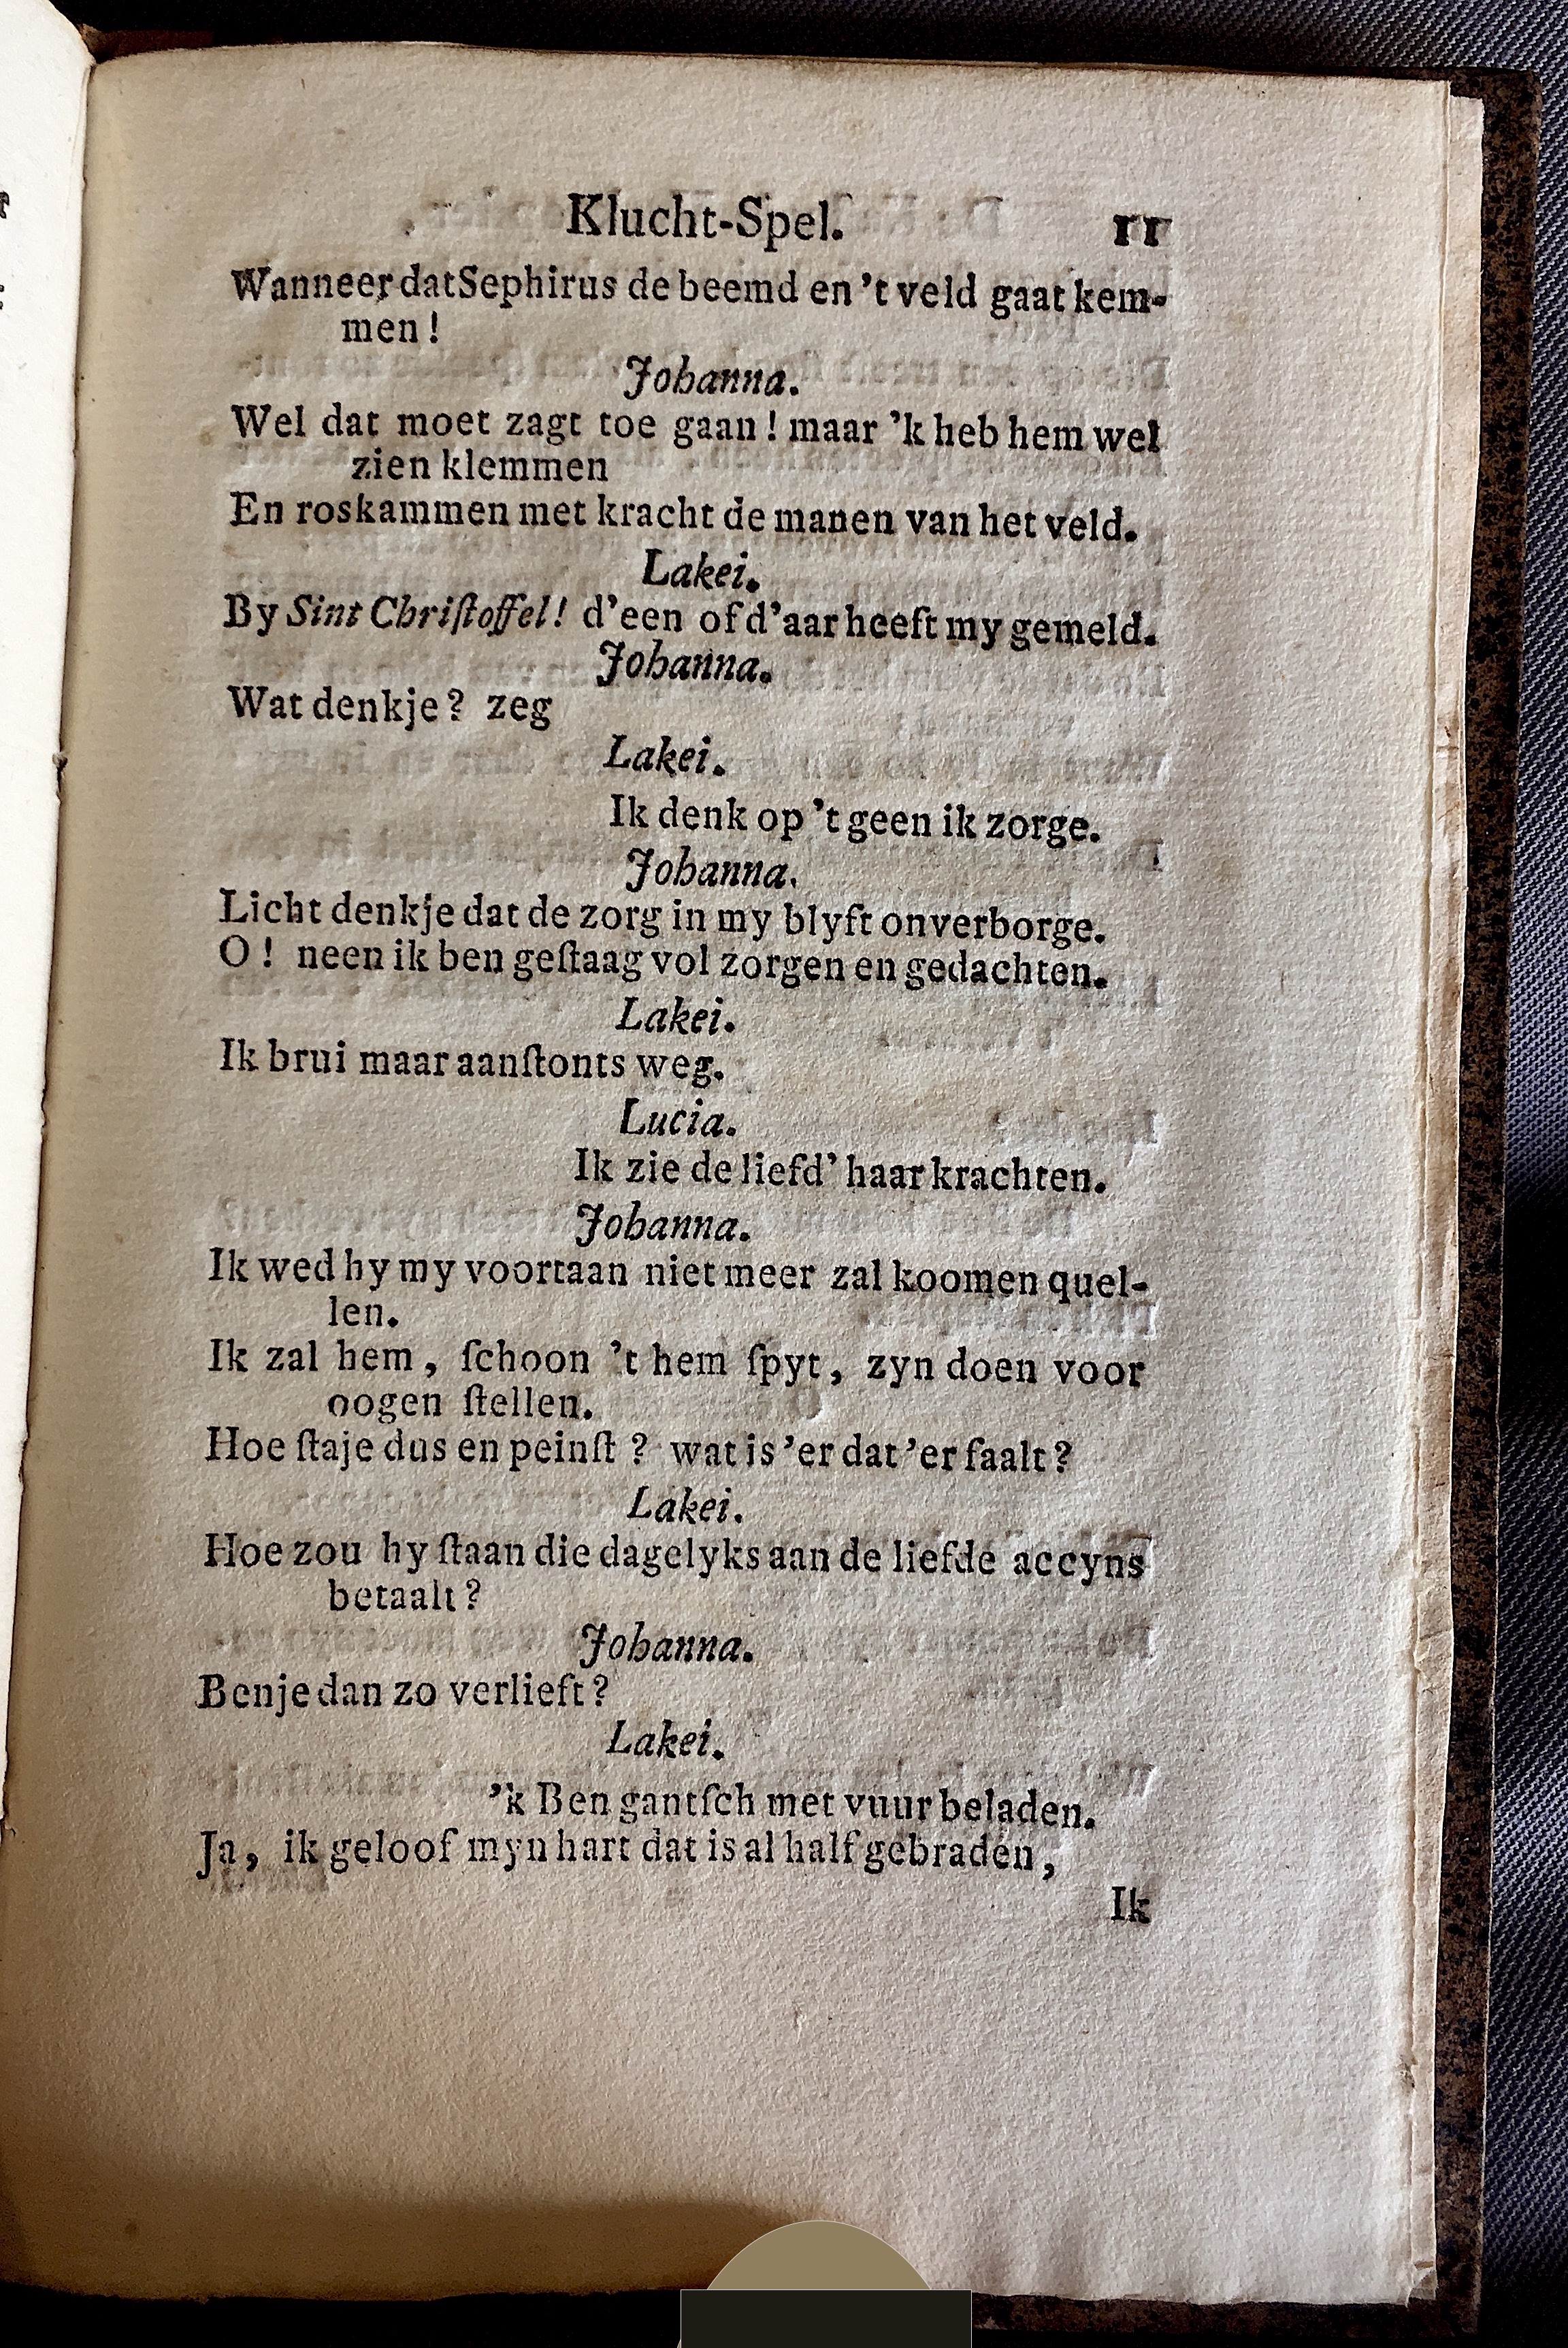 Klucht-Spel. 11
Wanneer dat Sephirus de beemd en 't veld gaat kem-
men!
Johanna.
Wel dat moet zagt toe gaan! maar 'k heb hem wel
zien klemmen
En roskammen met kracht de manen van het veld.
Lakei.
By Sint Chriſtoffel! d'een of d'aar heeft my gemeld.
Johanna.
Wat denkje? zeg
Lakei.
Ik denk op 't geen ik zorge.
Johanna.
Licht denkje dat de zorg in my blyft onverborge.
O! neen ik ben geſtaag vol zorgen en gedachten.
Lakei.
Ik brui maar aanſtonts weg.
Lucia.
Ik zie de liefd' haar krachten.
Johanna.
Ik wed hy my voortaan niet meer zal koomen quel-
len.
Ik zal hem, ſchoon 't hem ſpyt, zyn doen voor
oogen ſtellen.
Hoe ſtaje dus en peinſt? wat is 'er dat 'er faalt?
Lakei.
Hoe zou hy ſtaan die dagelyks aan de liefde accyns
betaalt?
Johanna.
Benje dan zo verlieft?
Lakei.
'k Ben gantſch met vuur beladen.
Ja, ik geloof myn hart dat is al half gebraden,
Ik